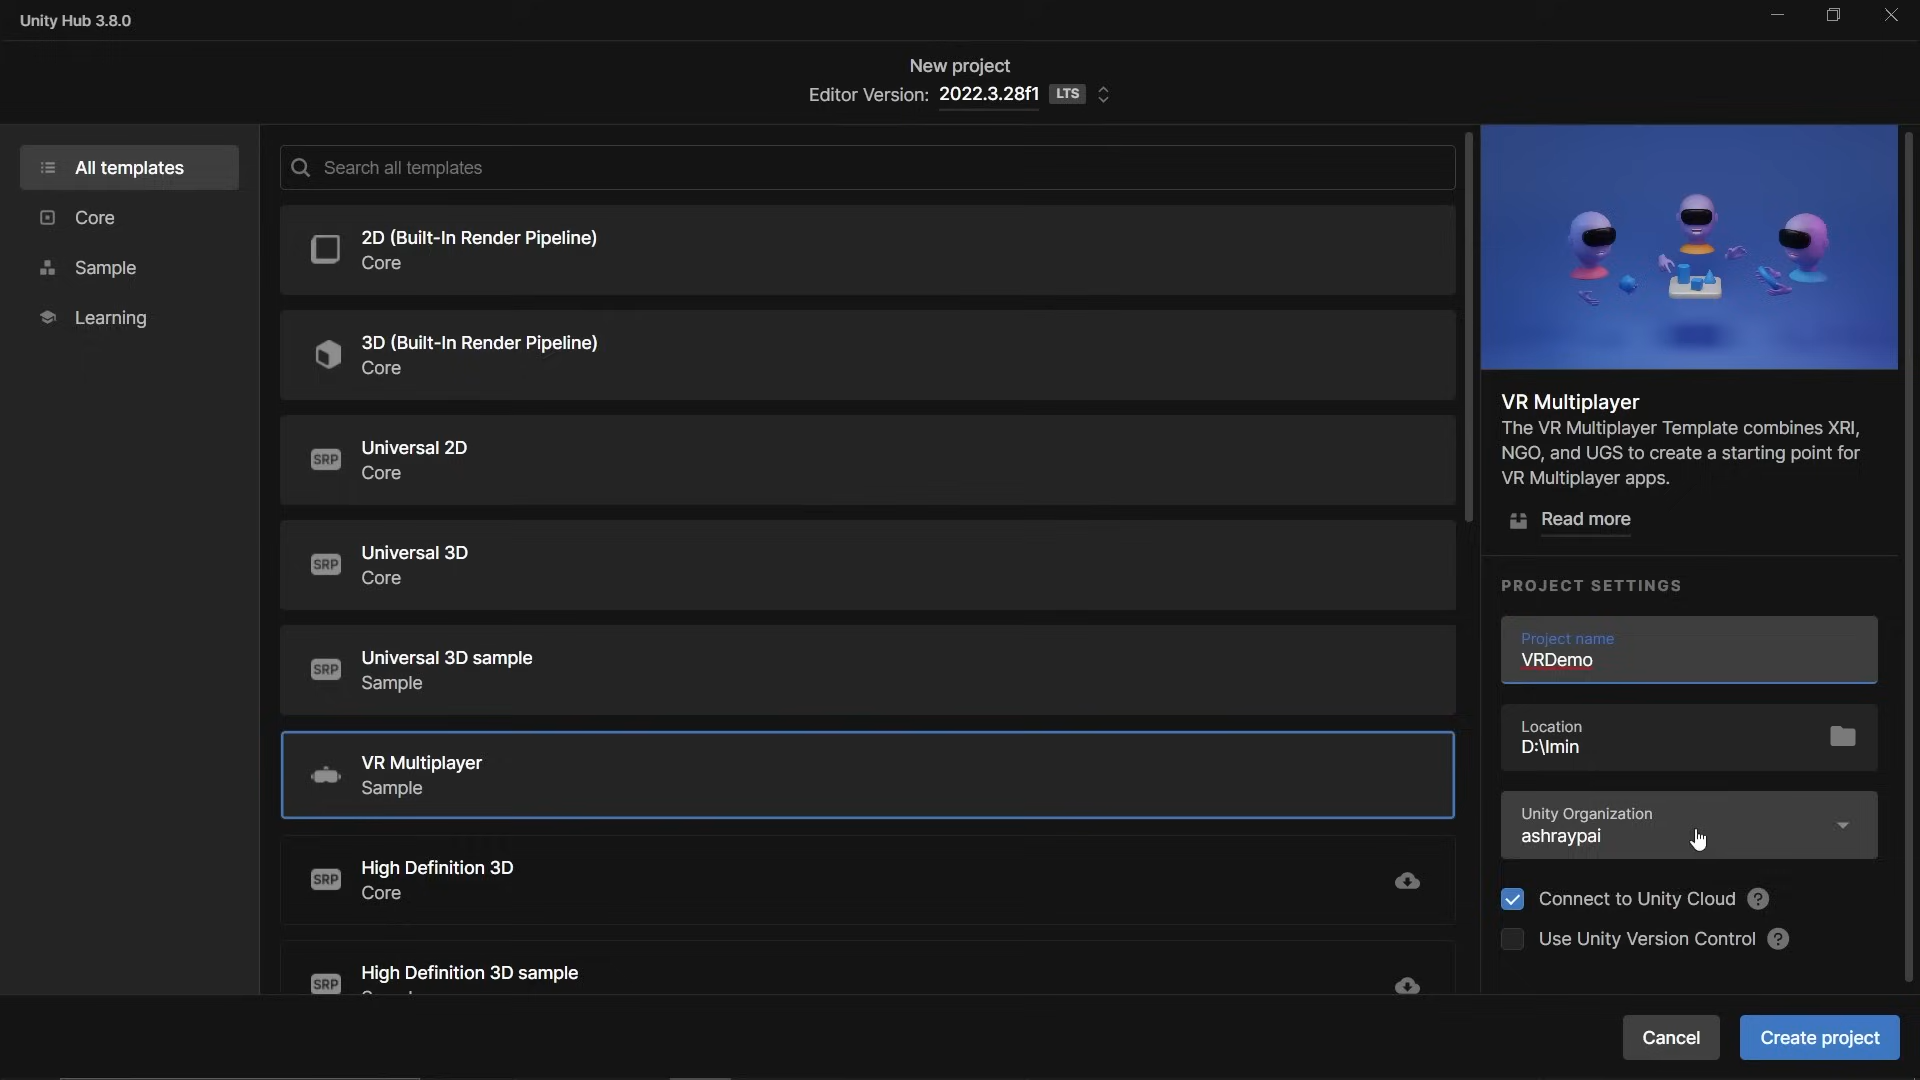 Unity Hub 3.8.0
New project
Editor Version: 2022.3.28f1 LTS
All templates
Core
Sample
Learning
Search all templates
2D (Built-In Render Pipeline)
Core
3D (Built-In Render Pipeline)
Core
SRP
Universal 2D
Core
SRP
Universal 3D
Core
SRP
Universal 3D sample
Sample
VR Multiplayer
Sample
SRP
High Definition 3D
Core
SRP
High Definition 3D sample
VR Multiplayer
The VR Multiplayer Template combines XRI,
NGO, and UGS to create a starting point for
VR Multiplayer apps.
Read more
PROJECT SETTINGS
Project name
VRDemo
Location
D:\Imin
Unity Organization
ashraypai
Connect to Unity Cloud ?
Use Unity Version Control ?
Cancel
Create project